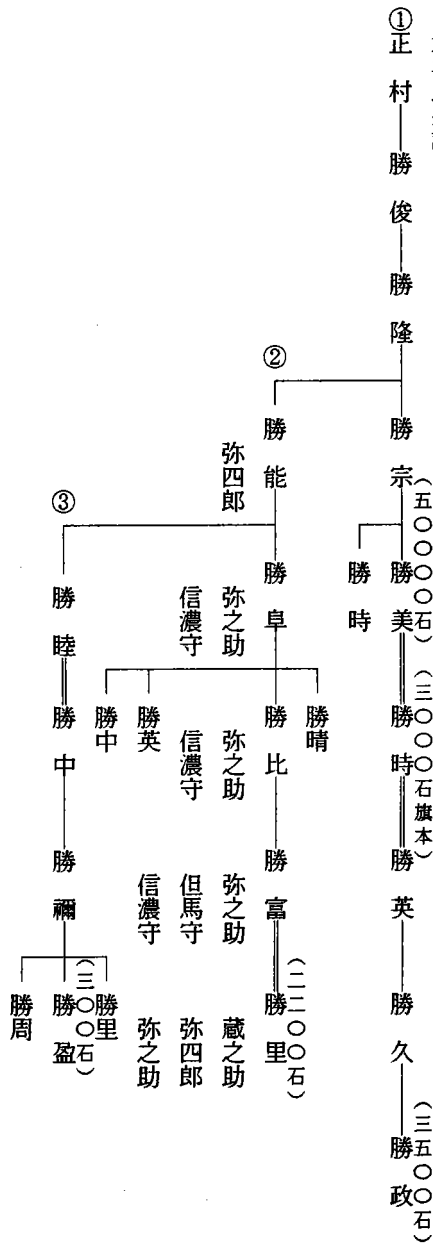 ①
正村
勝俊
勝隆
勝宗
（五〇〇〇〇石）
勝美
（三〇〇〇石旗本）
勝時
勝英
勝久
勝政
（三五〇〇石）
勝時
②
勝能
弥四郎
勝阜
弥之助
信濃守
勝晴
勝比
弥之助
信濃守
勝富
弥之助
但馬守
信濃守
勝里
（二二〇〇石）
蔵之助
弥四郎
弥之助
勝英
勝中
③
勝睦
勝中
勝禰
勝里
勝盈
（三〇〇石）
勝周